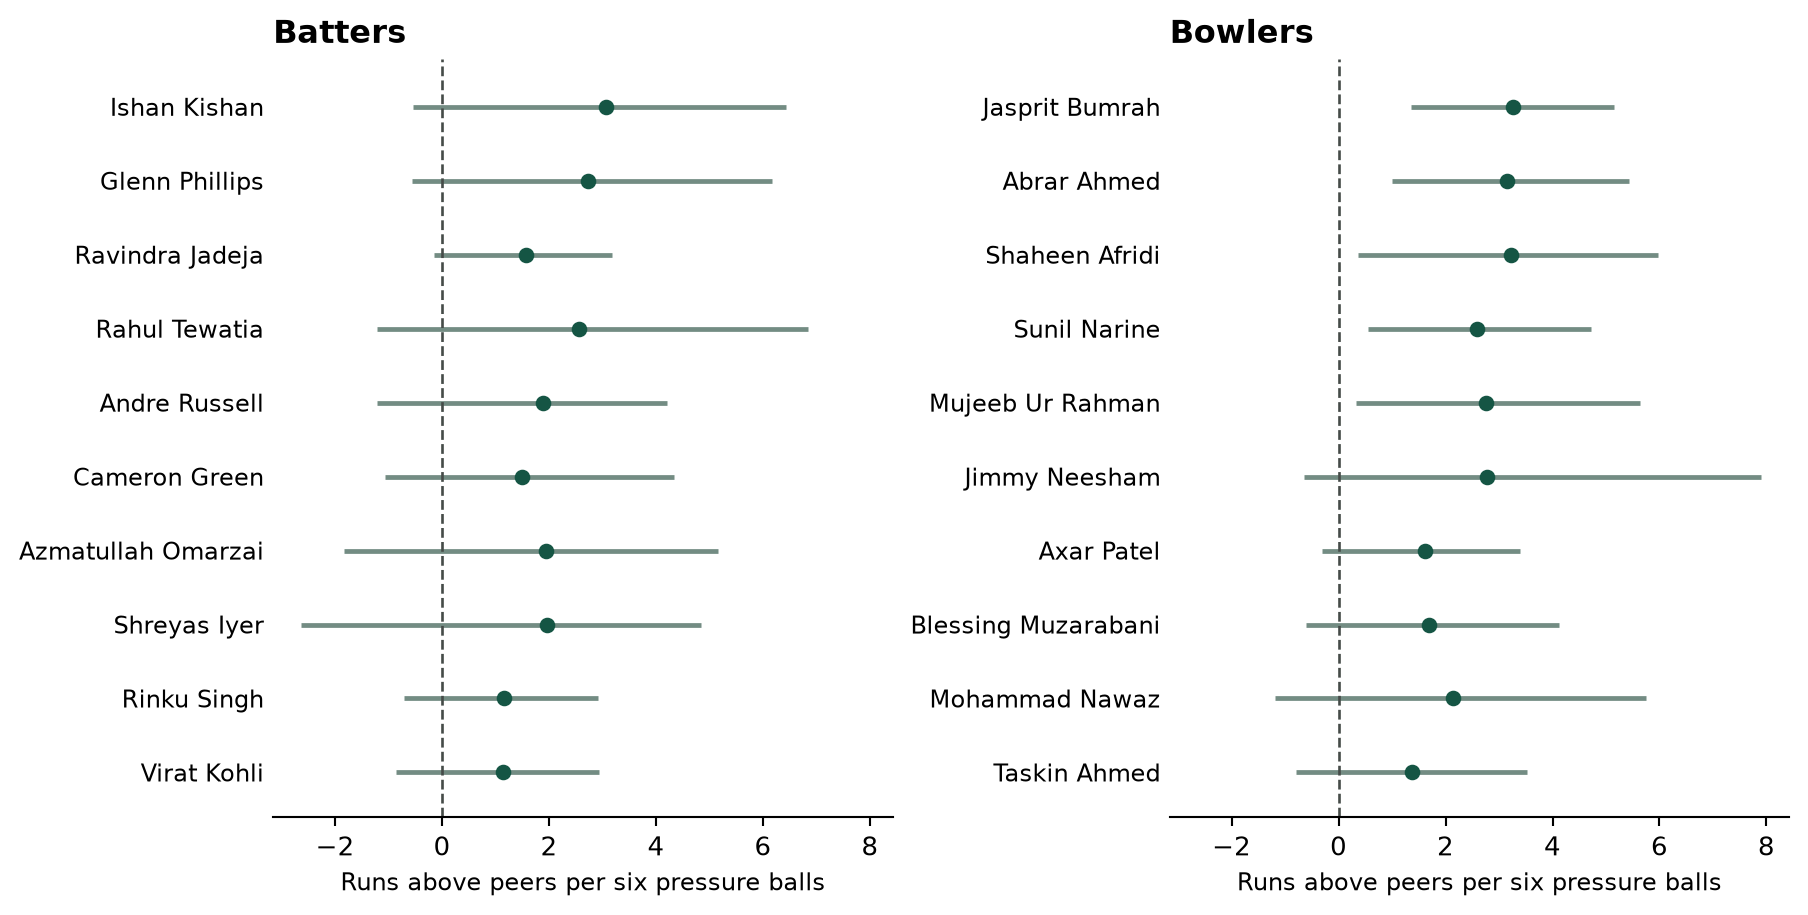 Batters
Ishan Kishan
Glenn Phillips
Ravindra Jadeja
Rahul Tewatia
Andre Russell
Cameron Green
Azmatullah Omarzai
Shreyas Iyer
Rinku Singh
Virat Kohli
−2 0 2 4 6 8
Runs above peers per six pressure balls
Bowlers
Jasprit Bumrah
Abrar Ahmed
Shaheen Afridi
Sunil Narine
Mujeeb Ur Rahman
Jimmy Neesham
Axar Patel
Blessing Muzarabani
Mohammad Nawaz
Taskin Ahmed
−2 0 2 4 6 8
Runs above peers per six pressure balls